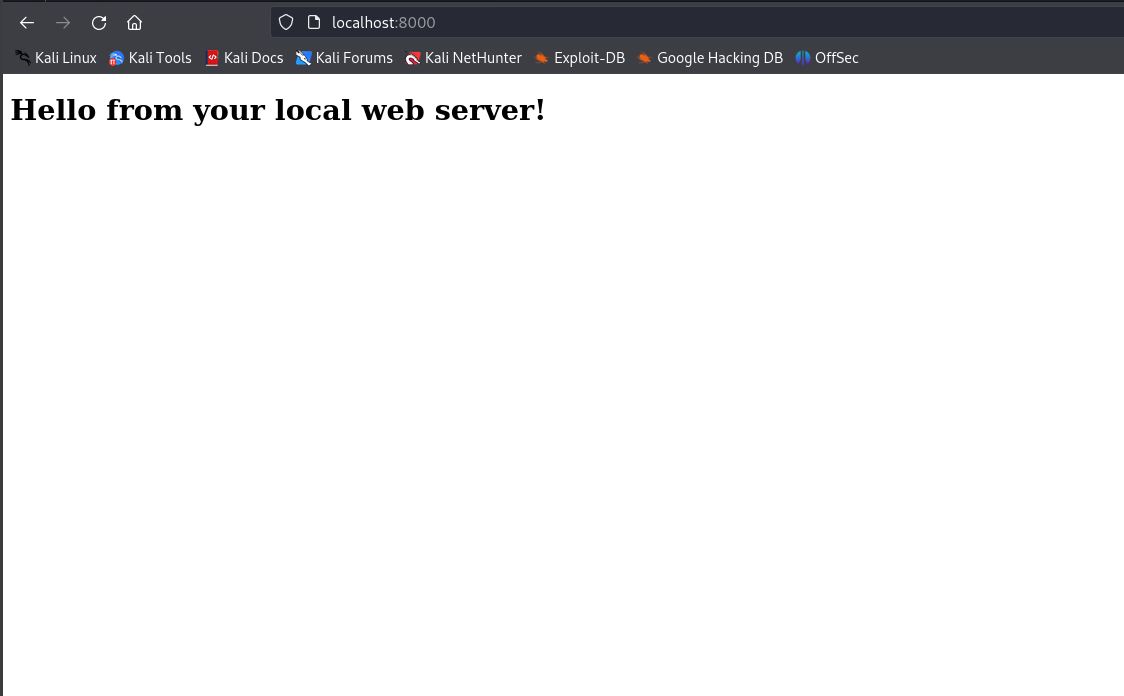 localhost:8000
Kali Linux Kali Tools Kali Docs Kali Forums Kali NetHunter Exploit-DB Google Hacking DB OffSec
Hello from your local web server!